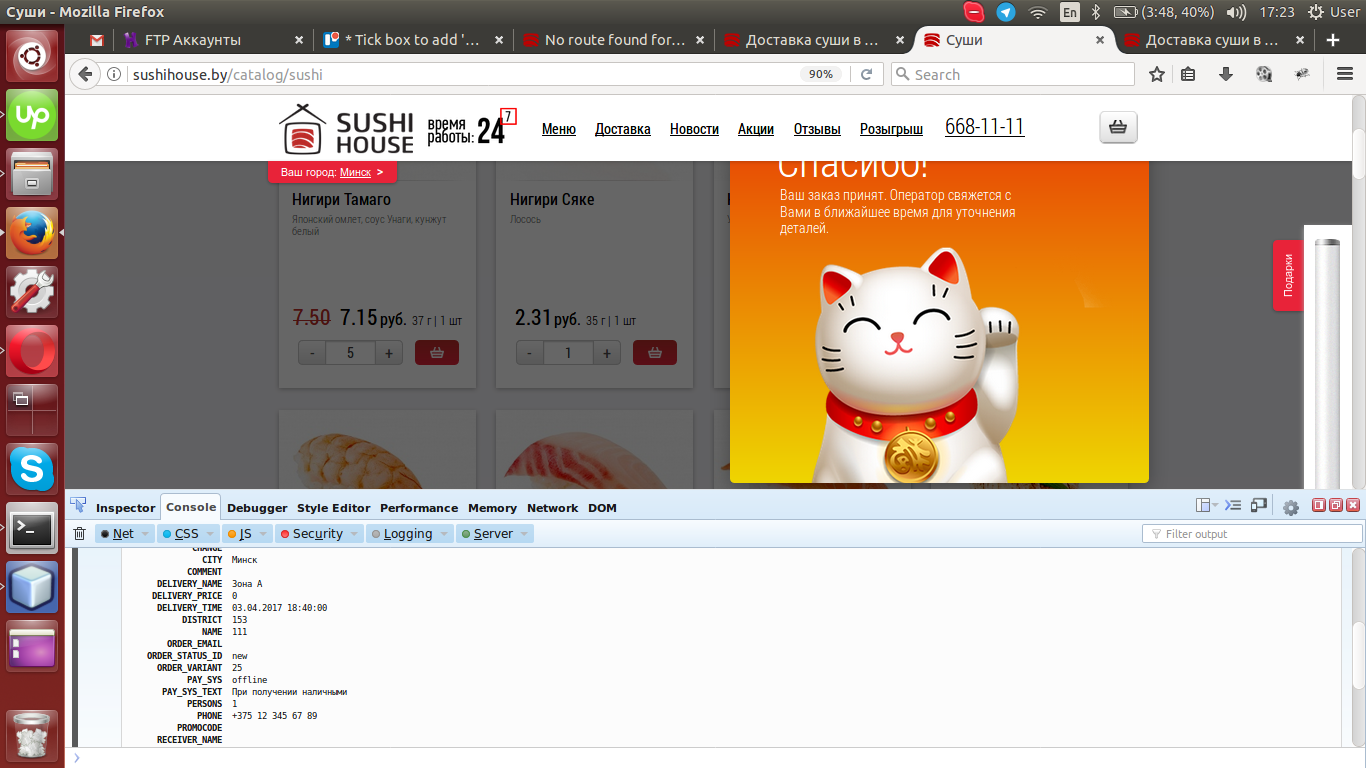 Суши - Mozilla Firefox
En
(3:48, 40%)
17:23
User
FTP Аккаунты
* Tick box to add '...
No route found for...
Доставка суши в ...
Суши
Доставка суши в ...
sushihouse.by/catalog/sushi
90%
Search
SUSHI HOUSE
время работы: 24
7
Меню
Доставка
Новости
Акции
Отзывы
Розыгрыш
668-11-11
Ваш город: Минск >
Спасибо!
Ваш заказ принят. Оператор свяжется с
Вами в ближайшее время для уточнения
деталей.
Нигири Тамаго
Японский омлет, соус Унаги, кунжут
белый
7.50 7.15 руб. 37 г | 1 шт
- 5 +
Нигири Сяке
Лосось
2.31 руб. 35 г | 1 шт
- 1 +
Подарки
Inspector
Console
Debugger
Style Editor
Performance
Memory
Network
DOM
Net
CSS
JS
Security
Logging
Server
Filter output
CHANGE
CITY Минск
COMMENT
DELIVERY_NAME Зона А
DELIVERY_PRICE 0
DELIVERY_TIME 03.04.2017 18:40:00
DISTRICT 153
NAME 111
ORDER_EMAIL
ORDER_STATUS_ID new
ORDER_VARIANT 25
PAY_SYS offline
PAY_SYS_TEXT При получении наличными
PERSONS 1
PHONE +375 12 345 67 89
PROMOCODE
RECEIVER_NAME